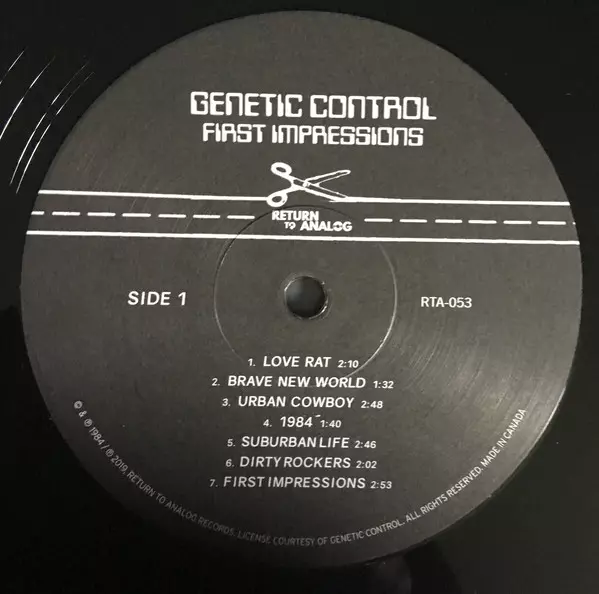 GENETIC CONTROL
FIRST IMPRESSIONS
RETURN
TO ANALOG
SIDE 1
RTA-053
1. LOVE RAT 2:10
2. BRAVE NEW WORLD 1:32
3. URBAN COWBOY 2:48
4. 1984 1:40
5. SUBURBAN LIFE 2:46
6. DIRTY ROCKERS 2:02
7. FIRST IMPRESSIONS 2:53
© & ℗ 1984 / ℗ 2019, RETURN TO ANALOG RECORDS. LICENSE COURTESY OF GENETIC CONTROL. ALL RIGHTS RESERVED. MADE IN CANADA